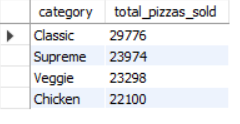 category total_pizzas_sold
Classic 29776
Supreme 23974
Veggie 23298
Chicken 22100